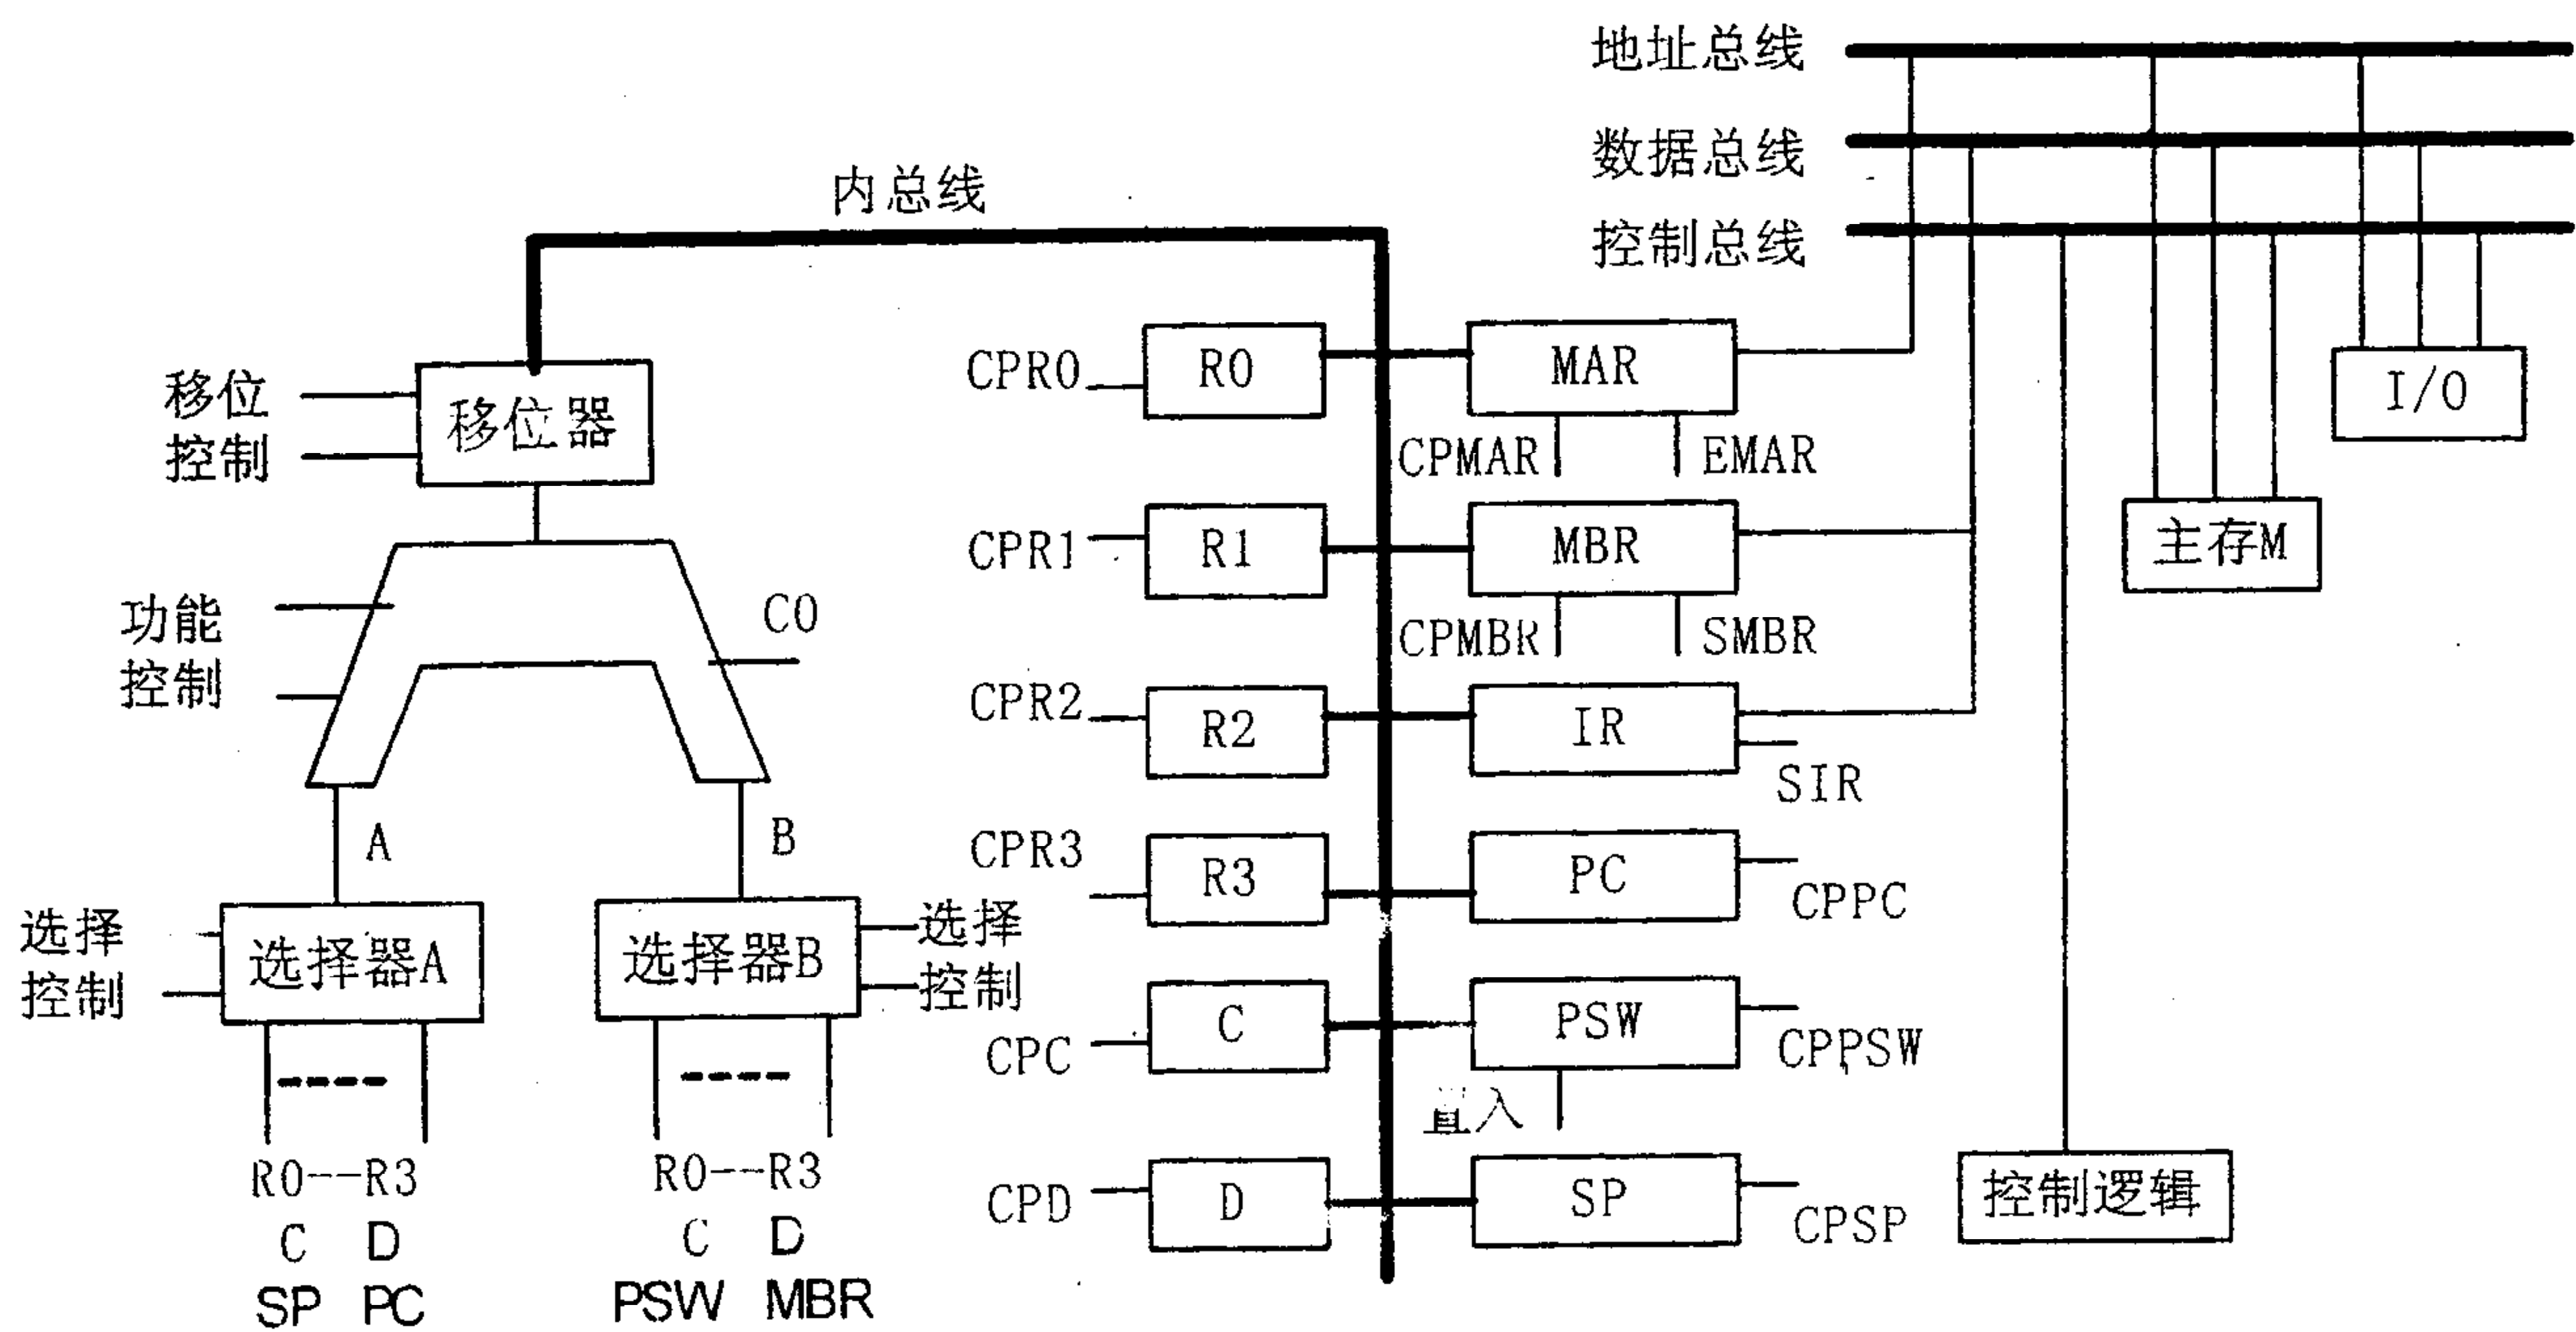 地址总线
数据总线
控制总线
内总线
移位
控制
移位器
功能
控制
C0
A
B
选择
控制
选择器A
选择器B
选择
控制
R0--R3
C D
SP PC
R0--R3
C D
PSW MBR
CPR0
R0
MAR
CPMAR
EMAR
CPR1
R1
MBR
CPMBR
SMBR
CPR2
R2
IR
SIR
CPR3
R3
PC
CPPC
CPC
C
PSW
CPPSW
置入
CPD
D
SP
CPSP
I/O
主存M
控制逻辑